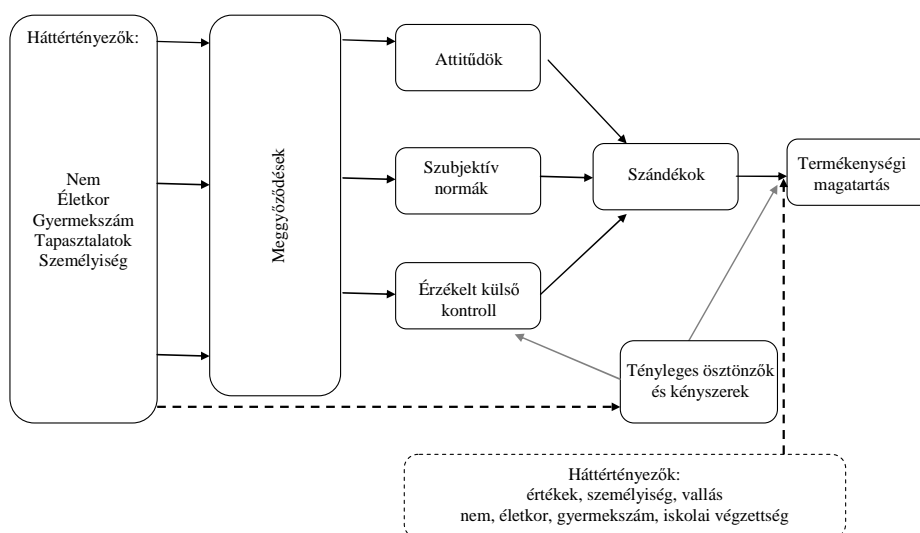 Háttértényezők:
Nem
Életkor
Gyermekszám
Tapasztalatok
Személyiség
Meggyőződések
Attitűdök
Szubjektív
normák
Érzékelt külső
kontroll
Szándékok
Termékenységi
magatartás
Tényleges ösztönzők
és kényszerek
Háttértényezők:
értékek, személyiség, vallás
nem, életkor, gyermekszám, iskolai végzettség